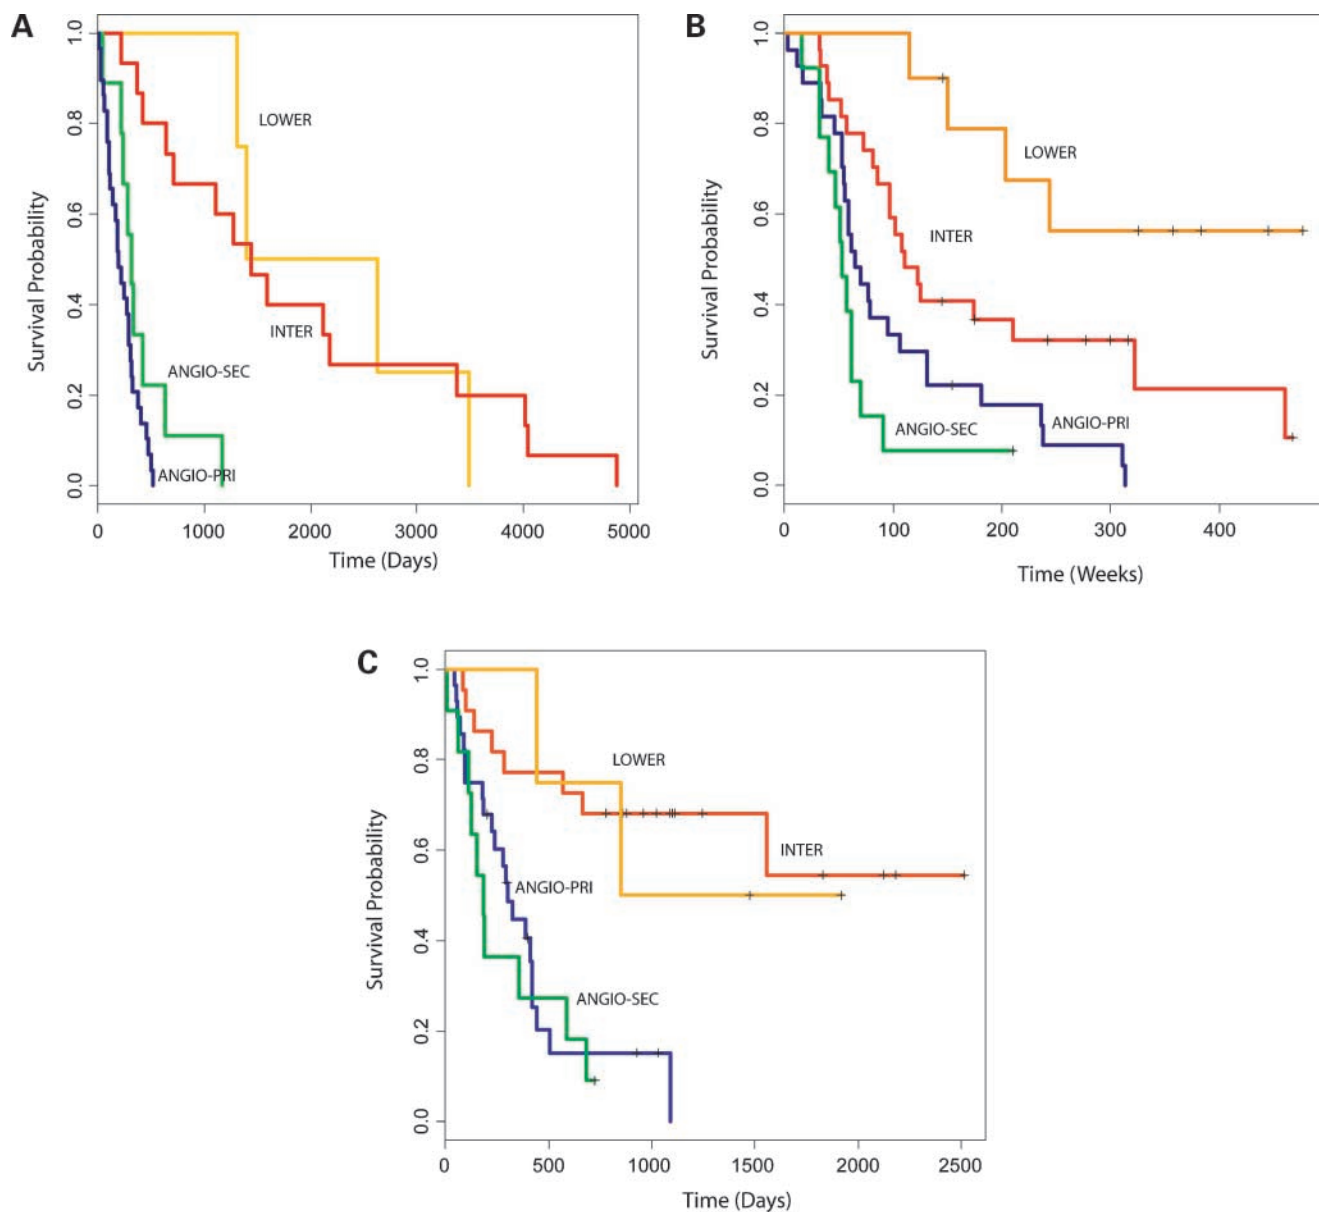 A
Survival Probability
1.0
0.8
0.6
0.4
0.2
0.0
LOWER
INTER
ANGIO-SEC
ANGIO-PRI
0 1000 2000 3000 4000 5000
Time (Days)
B
Survival Probability
1.0
0.8
0.6
0.4
0.2
0.0
LOWER
INTER
ANGIO-PRI
ANGIO-SEC
0 100 200 300 400
Time (Weeks)
C
Survival Probability
1.0
0.8
0.6
0.4
0.2
0.0
LOWER
INTER
ANGIO-PRI
ANGIO-SEC
0 500 1000 1500 2000 2500
Time (Days)